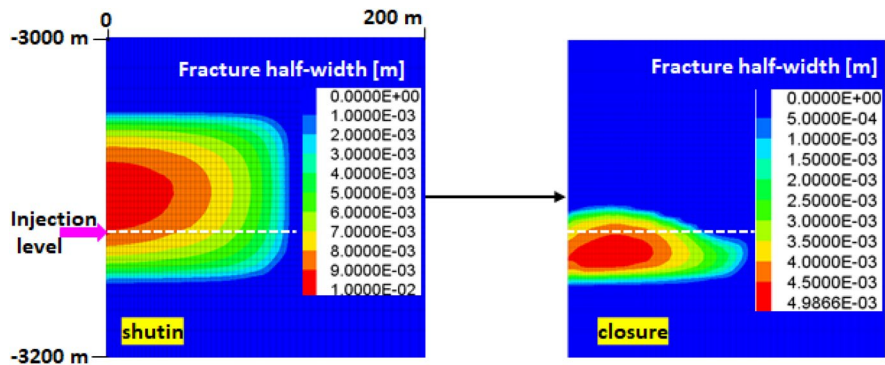 0
200 m
-3000 m
Fracture half-width [m]
0.0000E+00
1.0000E-03
2.0000E-03
3.0000E-03
4.0000E-03
5.0000E-03
6.0000E-03
7.0000E-03
8.0000E-03
9.0000E-03
1.0000E-02
Injection
level
shutin
-3200 m
Fracture half-width [m]
0.0000E+00
5.0000E-04
1.0000E-03
1.5000E-03
2.0000E-03
2.5000E-03
3.0000E-03
3.5000E-03
4.0000E-03
4.5000E-03
4.9866E-03
closure